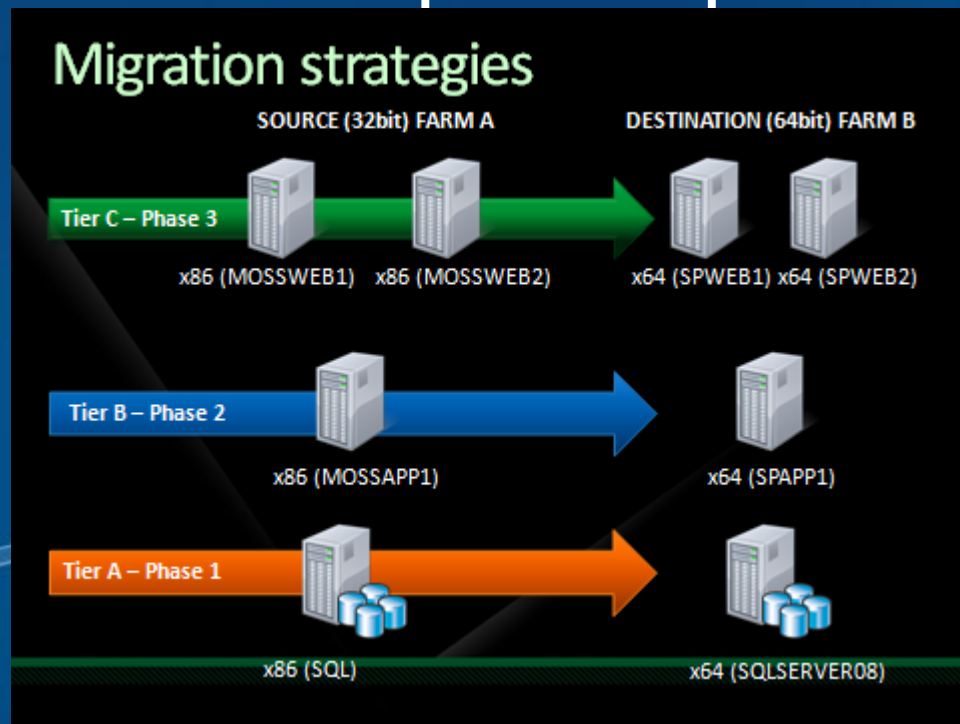 Migration strategies
SOURCE (32bit) FARM A
DESTINATION (64bit) FARM B
Tier C – Phase 3
x86 (MOSSWEB1)
x86 (MOSSWEB2)
x64 (SPWEB1)
x64 (SPWEB2)
Tier B – Phase 2
x86 (MOSSAPP1)
x64 (SPAPP1)
Tier A – Phase 1
x86 (SQL)
x64 (SQLSERVER08)